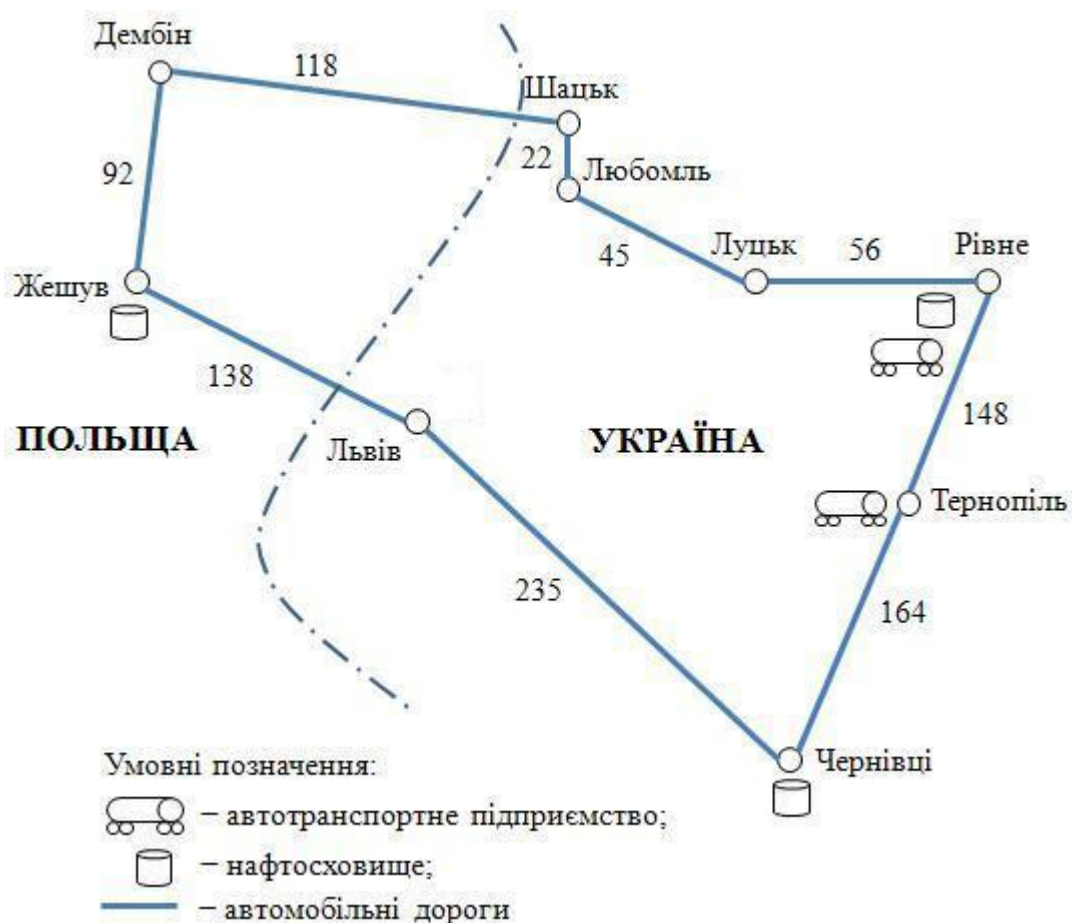 Дембін
118
Шацьк
92
22
Любомль
45
Луцьк
56
Рівне
Жешув
138
148
ПОЛЬЩА
Львів
УКРАЇНА
Тернопіль
235
164
Чернівці
Умовні позначення:
– автотранспортне підприємство;
– нафтосховище;
– автомобільні дороги